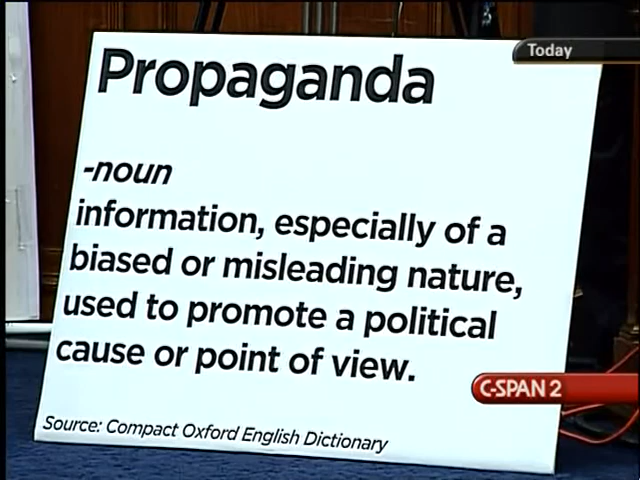 Today
Propaganda
-noun
information, especially of a
biased or misleading nature,
used to promote a political
cause or point of view.
C-SPAN 2
Source: Compact Oxford English Dictionary